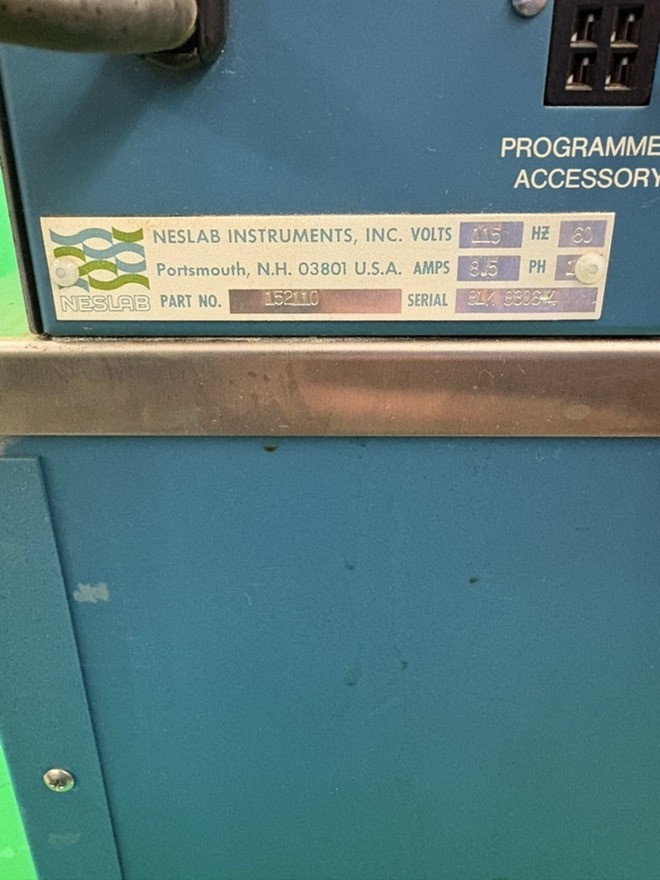 PROGRAMME
ACCESSORY
NESLAB INSTRUMENTS, INC. VOLTS 115 HZ 60
Portsmouth, N.H. 03801 U.S.A. AMPS 8.5 PH 1
NESLAB PART NO. 152110 SERIAL